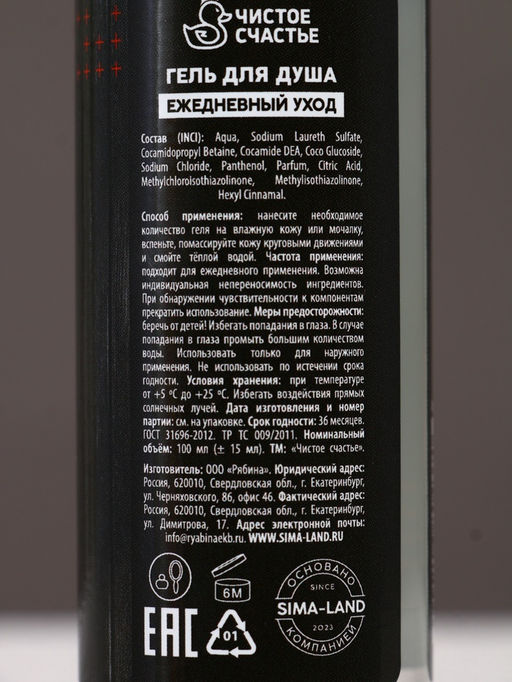 ЧИСТОЕ
СЧАСТЬЕ
ГЕЛЬ ДЛЯ ДУША
ЕЖЕДНЕВНЫЙ УХОД
Состав (INCI): Aqua, Sodium Laureth Sulfate,
Cocamidopropyl Betaine, Cocamide DEA, Coco Glucoside,
Sodium Chloride, Panthenol, Parfum, Citric Acid,
Methylchloroisothiazolinone, Methylisothiazolinone,
Hexyl Cinnamal.
Способ применения: нанесите необходимое
количество геля на влажную кожу или мочалку,
вспеньте, помассируйте кожу круговыми движениями
и смойте тёплой водой. Частота применения:
подходит для ежедневного применения. Возможна
индивидуальная непереносимость ингредиентов.
При обнаружении чувствительности к компонентам
прекратить использование. Меры предосторожности:
беречь от детей! Избегать попадания в глаза. В случае
попадания в глаза промыть большим количеством
воды. Использовать только для наружного
применения. Не использовать по истечении срока
годности. Условия хранения: при температуре
от +5 ºС до +25 ºС. Избегать воздействия прямых
солнечных лучей. Дата изготовления и номер
партии: см. на упаковке. Срок годности: 36 месяцев.
ГОСТ 31696-2012. ТР ТС 009/2011. Номинальный
объём: 100 мл (± 15 мл). ТМ: «Чистое счастье».
Изготовитель: ООО «Рябина». Юридический адрес:
Россия, 620010, Свердловская обл., г. Екатеринбург,
ул. Черняховского, 86, офис 46. Фактический адрес:
Россия, 620010, Свердловская обл., г. Екатеринбург,
ул. Димитрова, 17. Адрес электронной почты:
info@ryabinaekb.ru. WWW.SIMA-LAND.RU
6M
ЕАС
01
ОСНОВАНО
SINCE
SIMA-LAND
2023
КОМПАНИЕЙ